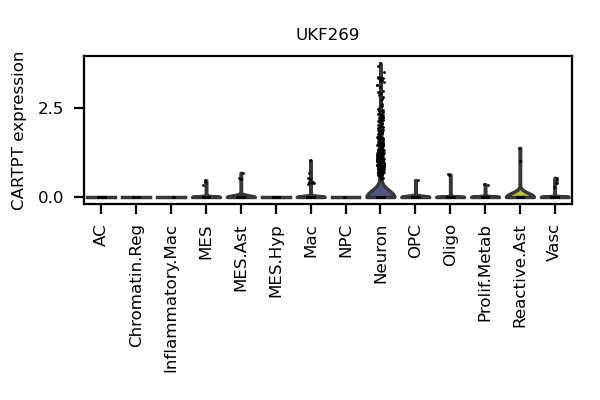 UKF269
CARTPT expression
2.5
0.0
AC
Chromatin.Reg
Inflammatory.Mac
MES
MES.Ast
MES.Hyp
Mac
NPC
Neuron
OPC
Oligo
Prolif.Metab
Reactive.Ast
Vasc